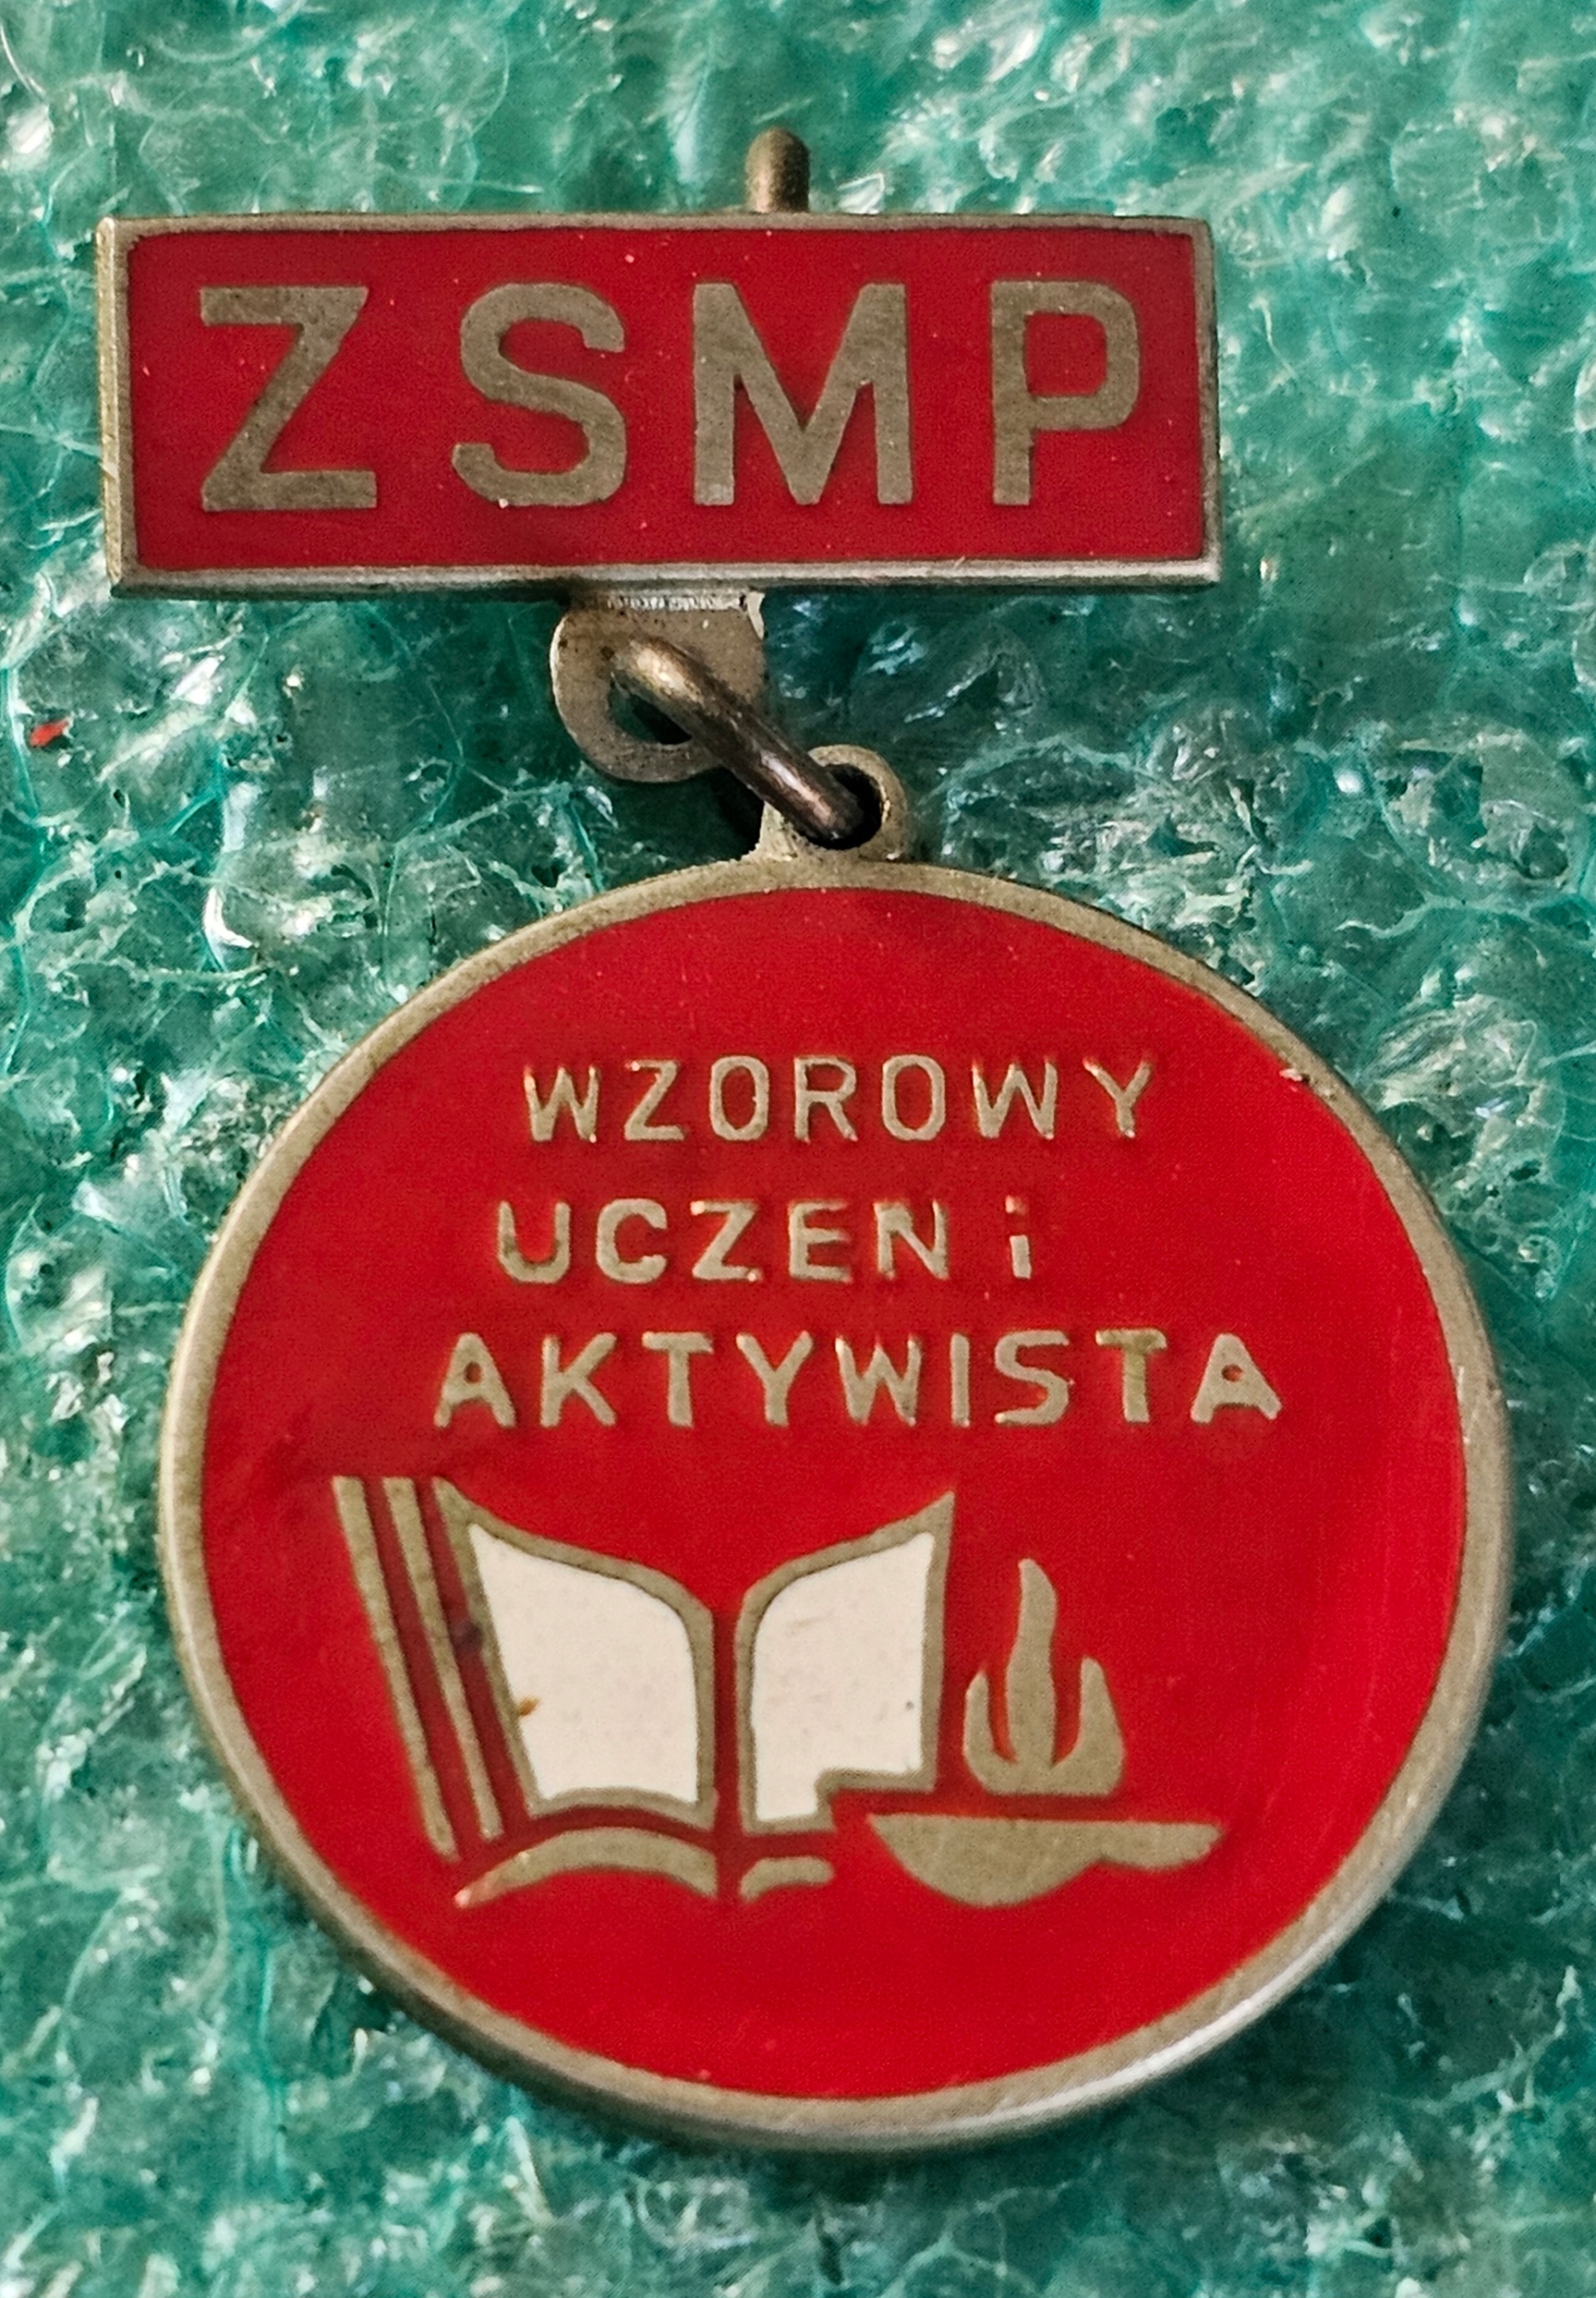 ZSMP
WZOROWY
UCZEN i
AKTYWISTA